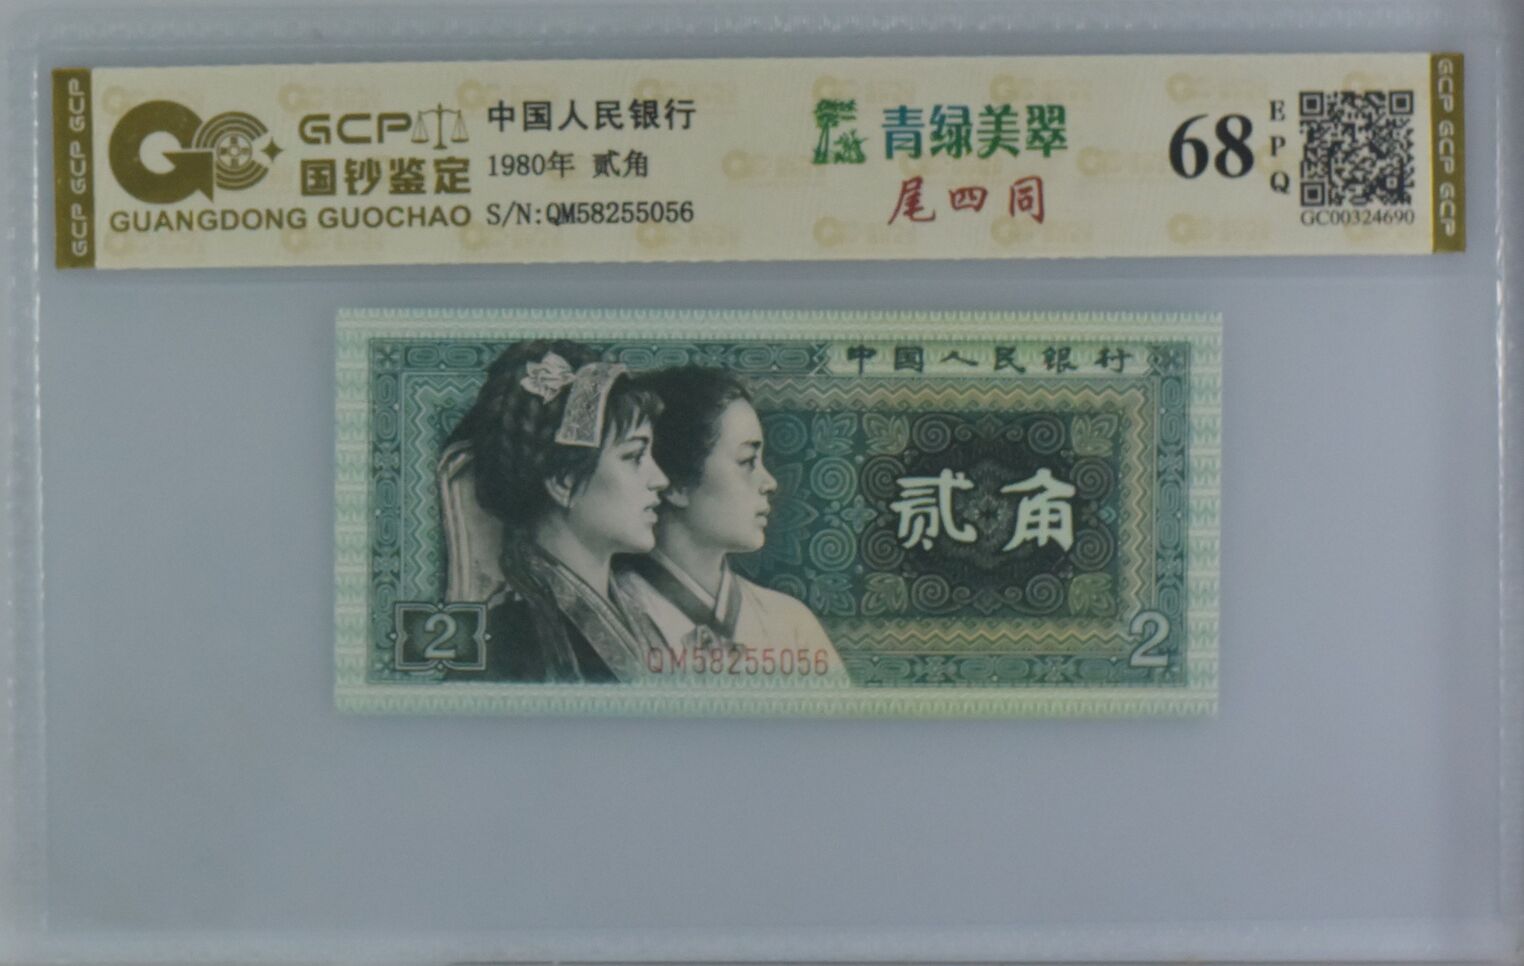 GCP GCP GCP
GCP
国钞鉴定
GUANGDONG GUOCHAO
中国人民银行
1980年 贰角
S/N:QM58255056
青绿美翠
尾四同
68
EPQ
GC00324690
GCP GCP GCP
中国人民银行
贰角
2
2
QM58255056